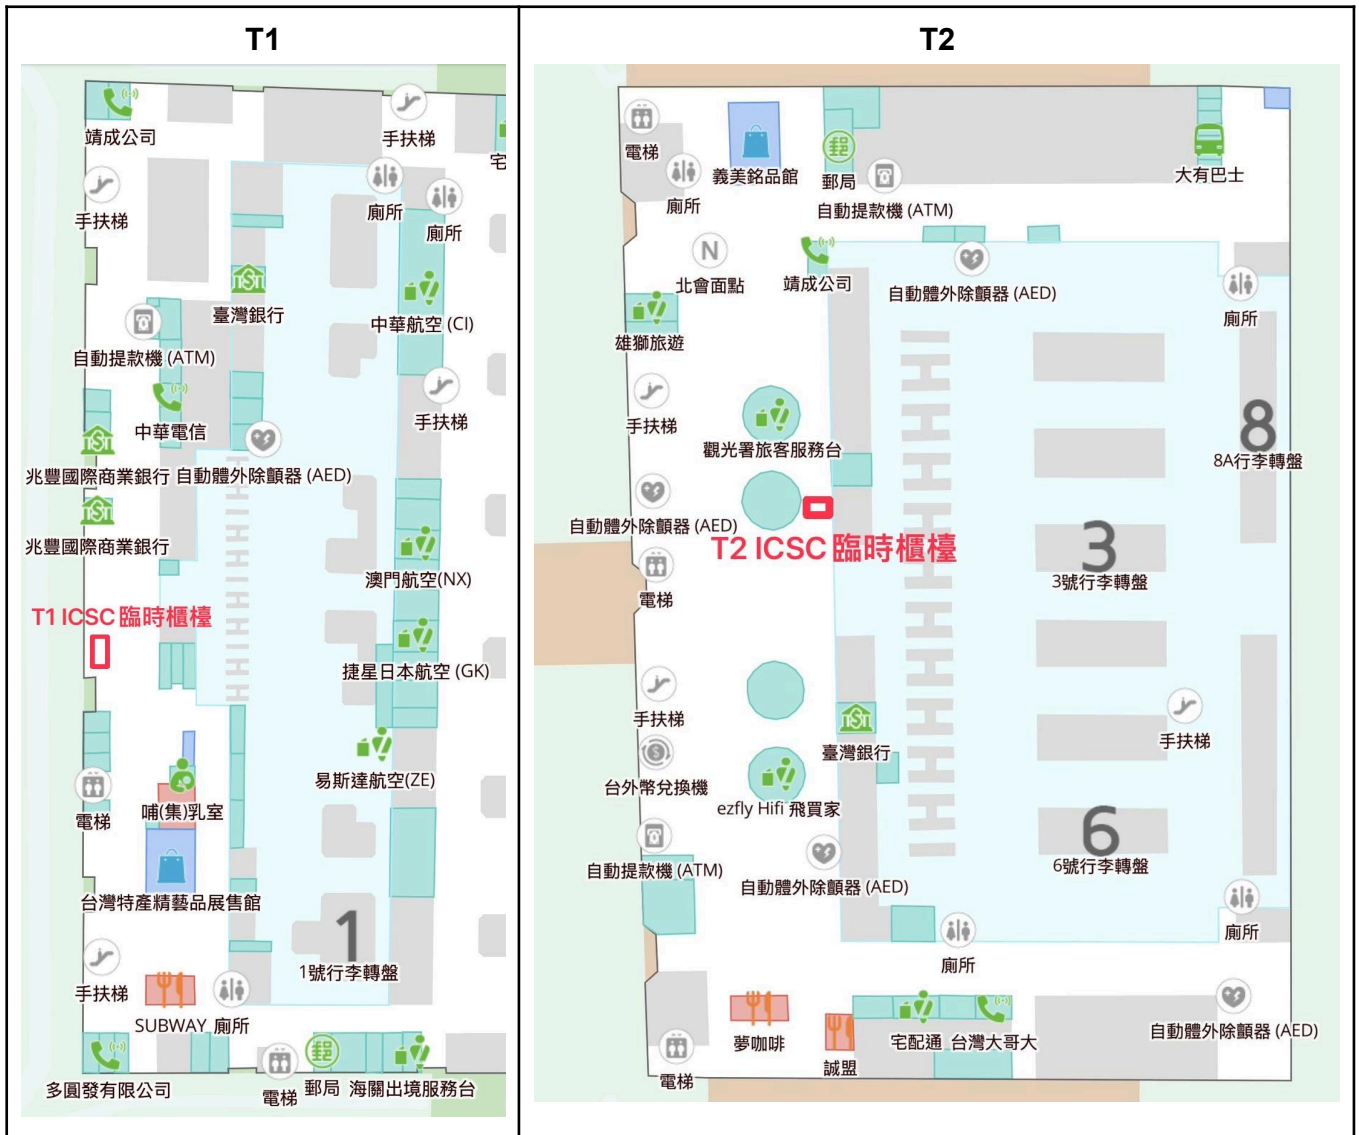 T1
靖成公司
手扶梯
宅
手扶梯
廁所
廁所
臺灣銀行
中華航空 (CI)
自動提款機 (ATM)
手扶梯
中華電信
兆豐國際商業銀行
自動體外除顫器 (AED)
兆豐國際商業銀行
澳門航空(NX)
T1 ICSC 臨時櫃檯
捷星日本航空 (GK)
易斯達航空(ZE)
電梯
哺(集)乳室
台灣特產精藝品展售館
1
1號行李轉盤
手扶梯
SUBWAY
廁所
多圓發有限公司
電梯
郵局
海關出境服務台
T2
電梯
義美銘品館
郵局
大有巴士
廁所
自動提款機 (ATM)
N
北會面點
靖成公司
自動體外除顫器 (AED)
廁所
雄獅旅遊
手扶梯
觀光署旅客服務台
8
8A行李轉盤
自動體外除顫器 (AED)
T2 ICSC 臨時櫃檯
3
3號行李轉盤
電梯
手扶梯
臺灣銀行
手扶梯
台外幣兌換機
ezfly Hifi 飛買家
6
6號行李轉盤
自動提款機 (ATM)
自動體外除顫器 (AED)
廁所
廁所
夢咖啡
誠盟
宅配通
台灣大哥大
自動體外除顫器 (AED)
電梯